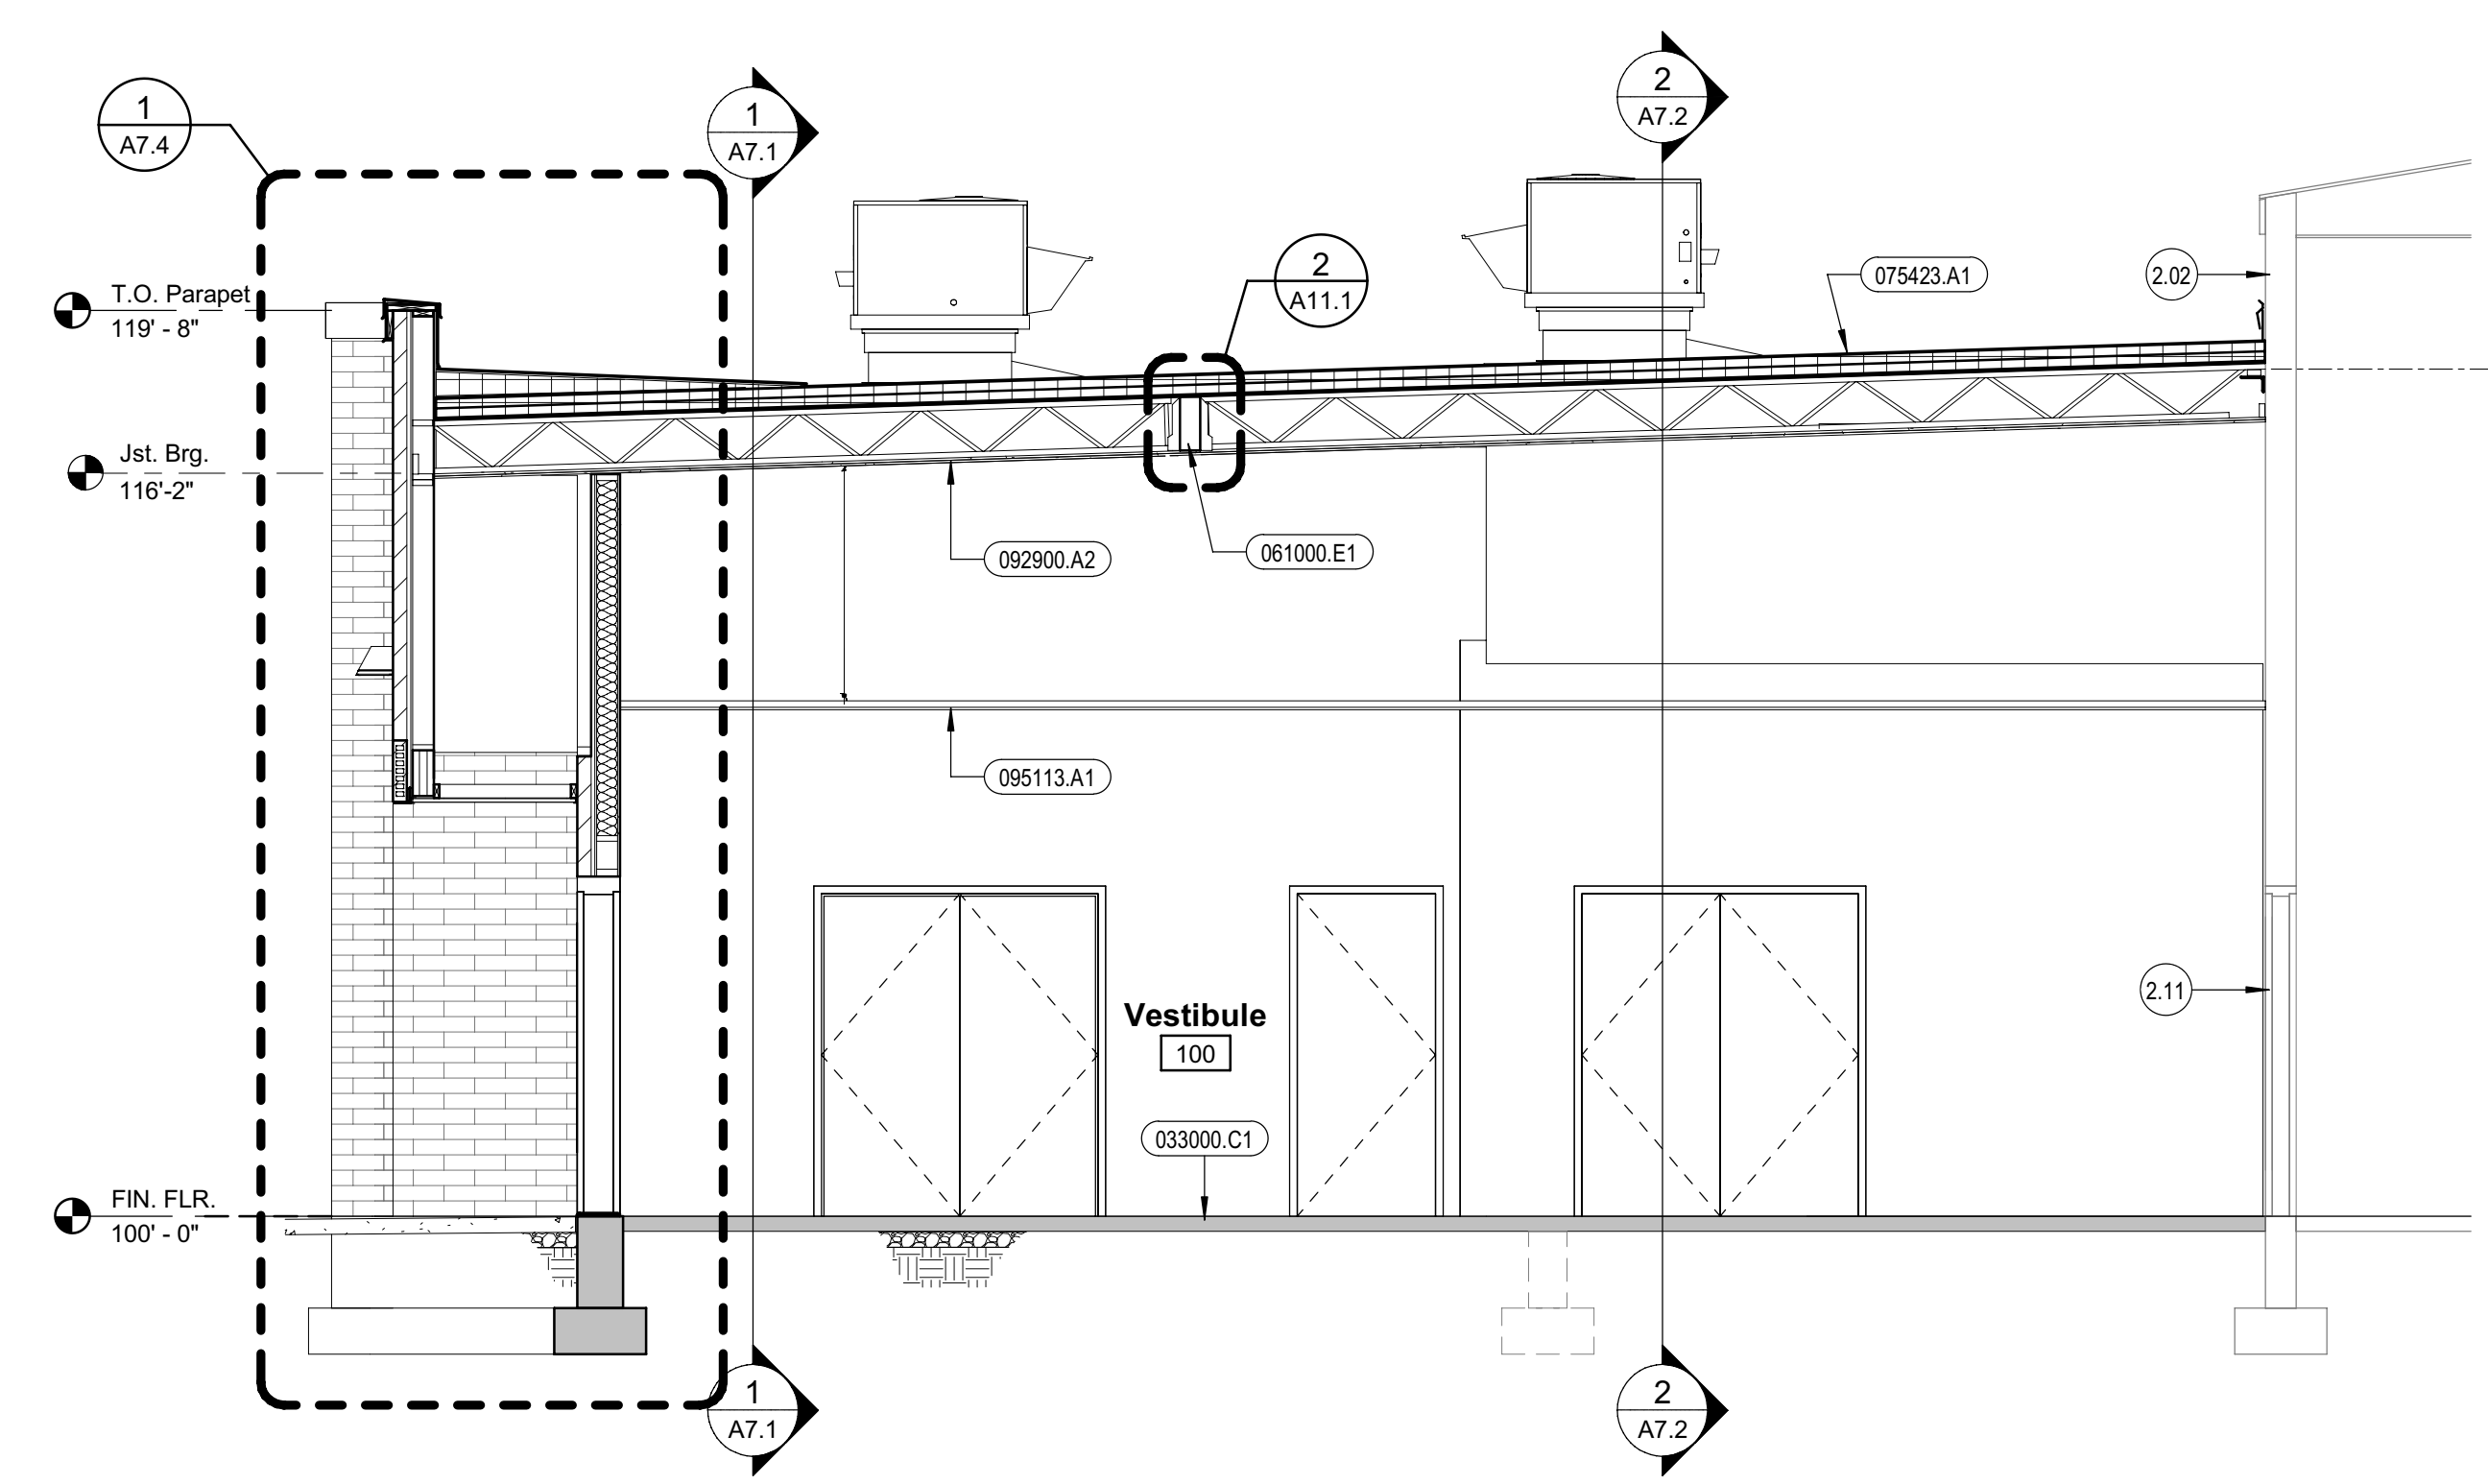 1
A7.4
1
A7.1
2
A7.2
2
A11.1
075423.A1
2.02
T.O. Parapet
119' - 8"
Jst. Brg.
116'-2"
092900.A2
061000.E1
095113.A1
Vestibule
100
2.11
033000.C1
FIN. FLR.
100' - 0"
1
A7.1
2
A7.2